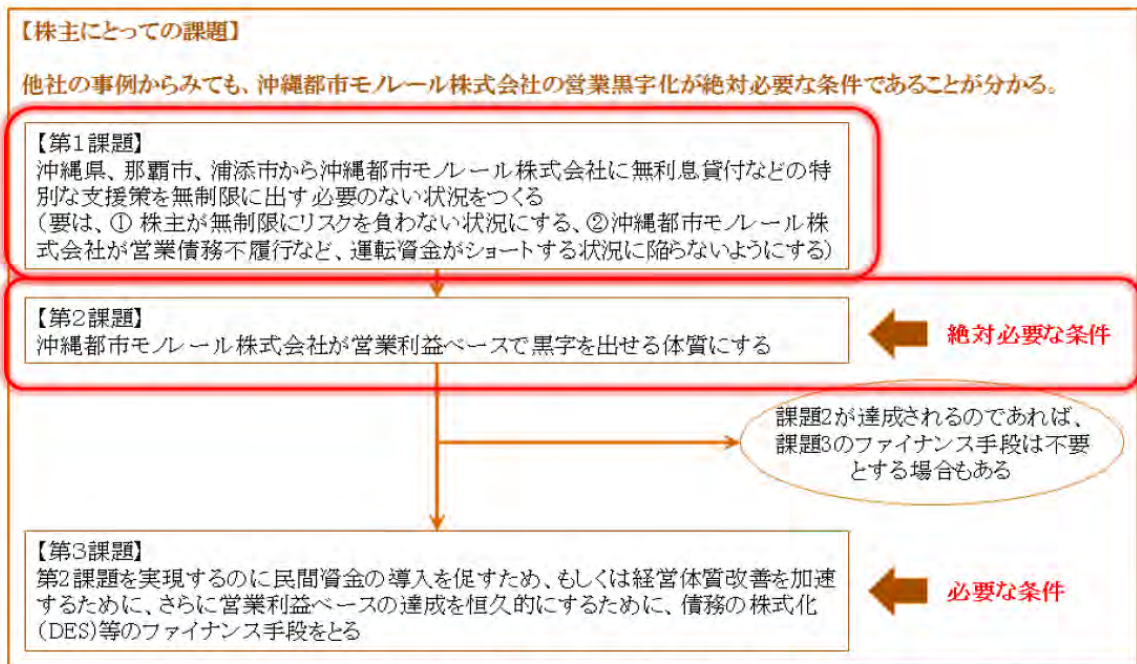 【株主にとっての課題】
他社の事例からみても、沖縄都市モノレール株式会社の営業黒字化が絶対必要な条件であることが分かる。
【第1課題】
沖縄県、那覇市、浦添市から沖縄都市モノレール株式会社に無利息貸付などの特
別な支援策を無制限に出す必要のない状況をつくる
(要は、① 株主が無制限にリスクを負わない状況にする、②沖縄都市モノレール株
式会社が営業債務不履行など、運転資金がショートする状況に陥らないようにする)
【第2課題】
沖縄都市モノレール株式会社が営業利益ベースで黒字を出せる体質にする
絶対必要な条件
課題2が達成されるのであれば、
課題3のファイナンス手段は不要
とする場合もある
【第3課題】
第2課題を実現するのに民間資金の導入を促すため、もしくは経営体質改善を加速
するために、さらに営業利益ベースの達成を恒久的にするために、債務の株式化
(DES)等のファイナンス手段をとる
必要な条件